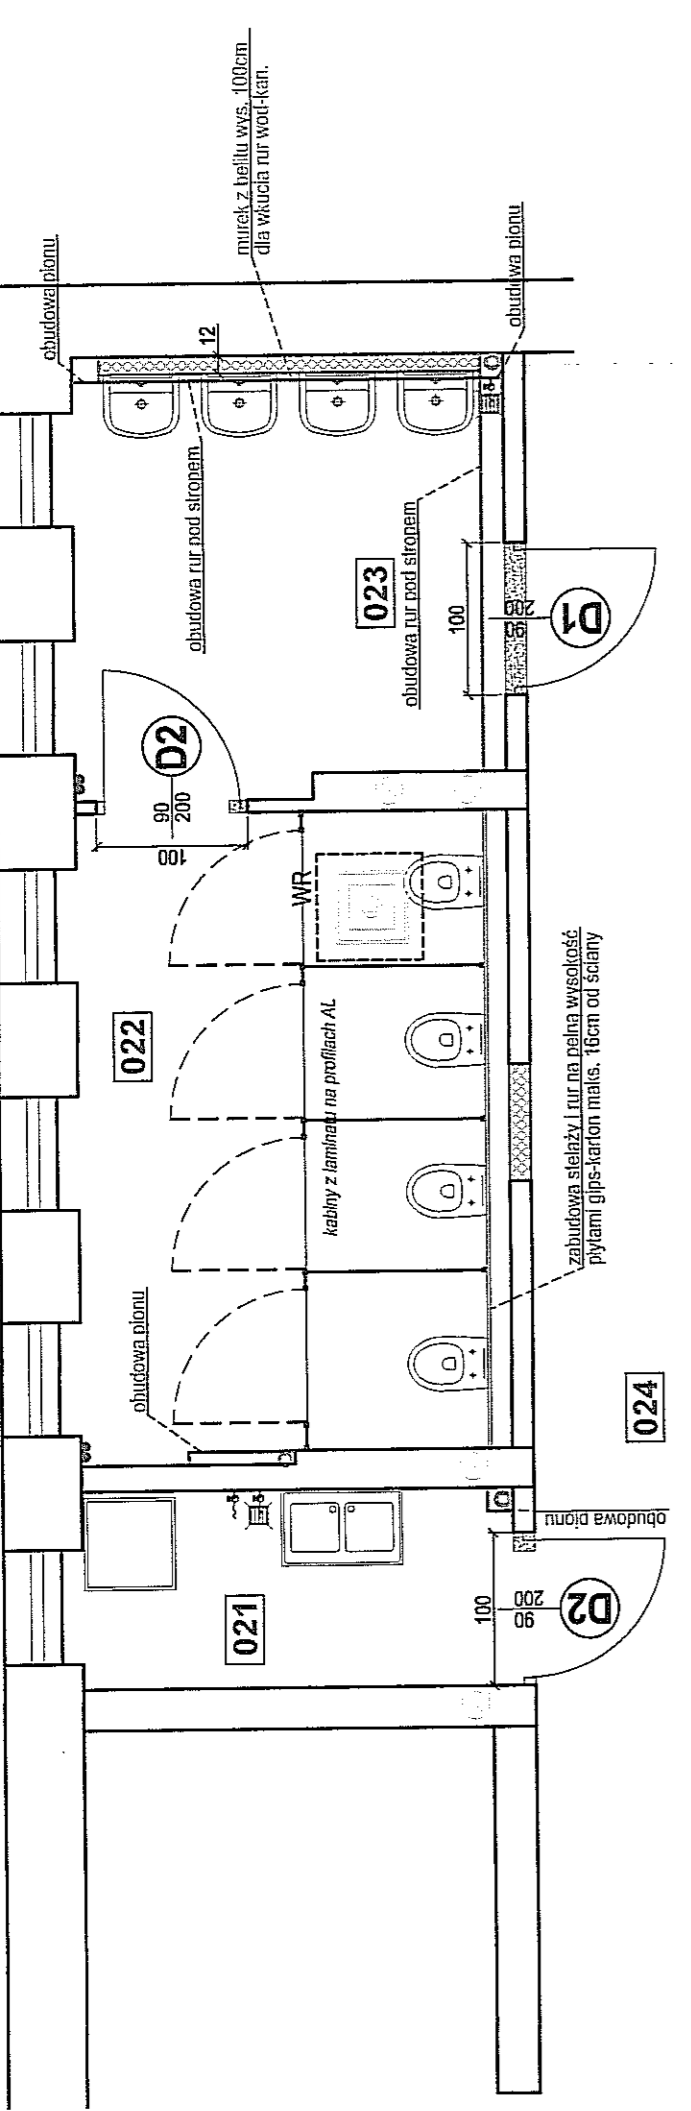 obudowa pionu
murek z belitu wys. 100cm
dla wkucia rur wod-kan.
obudowa pionu
12
obudowa rur pod stropem
023
obudowa rur pod stropem
100
90
200
D1
D2
90
200
100
WR
022
kabiny z laminatu na profilach AL
zabudowa stelaży i rur na pełną wysokość
płytami gips-karton maks. 16cm od ściany
obudowa pionu
024
obudowa pionu
021
100
90
200
D2